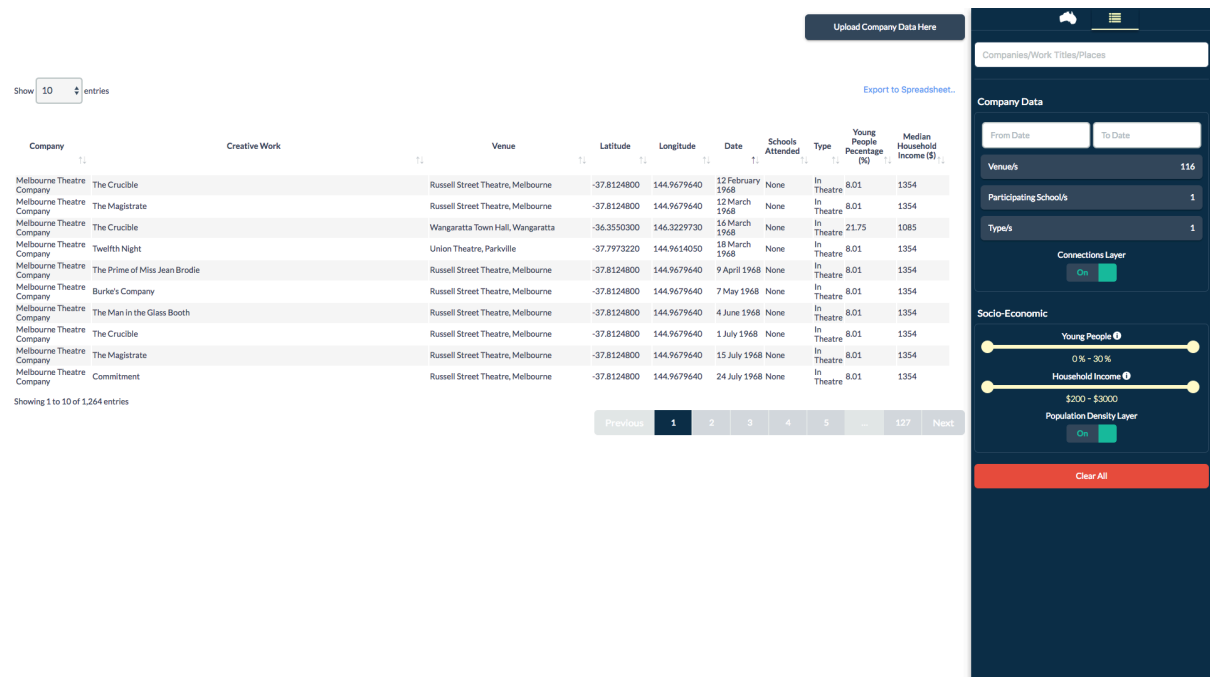 Upload Company Data Here
Companies/Work Titles/Places
Show 10 entries
Export to Spreadsheet..
Company Creative Work Venue Latitude Longitude Date Schools Attended Type Young People Pecentage (%) Median Household Income ($)
Melbourne Theatre Company The Crucible Russell Street Theatre, Melbourne -37.8124800 144.9679640 12 February 1968 None In Theatre 8.01 1354
Melbourne Theatre Company The Magistrate Russell Street Theatre, Melbourne -37.8124800 144.9679640 12 March 1968 None In Theatre 8.01 1354
Melbourne Theatre Company The Crucible Wangaratta Town Hall, Wangaratta -36.3550300 146.3229730 16 March 1968 None In Theatre 21.75 1085
Melbourne Theatre Company Twelfth Night Union Theatre, Parkville -37.7973220 144.9614050 18 March 1968 None In Theatre 8.01 1354
Melbourne Theatre Company The Prime of Miss Jean Brodie Russell Street Theatre, Melbourne -37.8124800 144.9679640 9 April 1968 None In Theatre 8.01 1354
Melbourne Theatre Company Burke's Company Russell Street Theatre, Melbourne -37.8124800 144.9679640 7 May 1968 None In Theatre 8.01 1354
Melbourne Theatre Company The Man in the Glass Booth Russell Street Theatre, Melbourne -37.8124800 144.9679640 4 June 1968 None In Theatre 8.01 1354
Melbourne Theatre Company The Crucible Russell Street Theatre, Melbourne -37.8124800 144.9679640 1 July 1968 None In Theatre 8.01 1354
Melbourne Theatre Company The Magistrate Russell Street Theatre, Melbourne -37.8124800 144.9679640 15 July 1968 None In Theatre 8.01 1354
Melbourne Theatre Company Commitment Russell Street Theatre, Melbourne -37.8124800 144.9679640 24 July 1968 None In Theatre 8.01 1354
Showing 1 to 10 of 1,264 entries
Previous 1 2 3 4 5 ... 127 Next
Company Data
From Date To Date
Venue/s 116
Participating School/s 1
Type/s 1
Connections Layer
On
Socio-Economic
Young People
0 % - 30 %
Household Income
$200 - $3000
Population Density Layer
On
Clear All